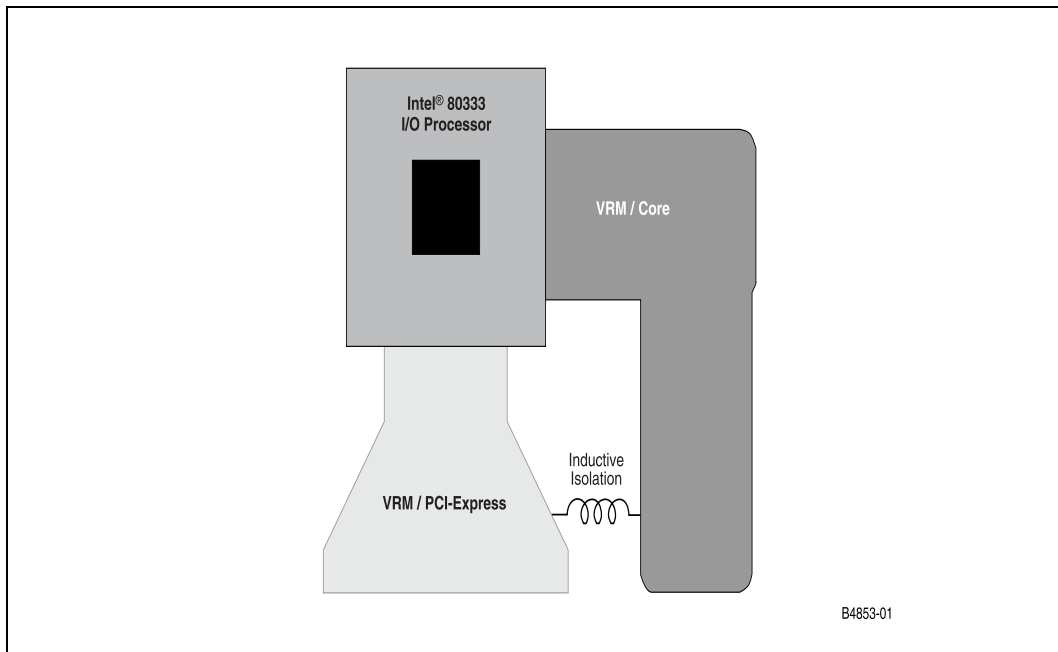 Intel® 80333
I/O Processor
VRM / Core
Inductive
Isolation
VRM / PCI-Express
B4853-01